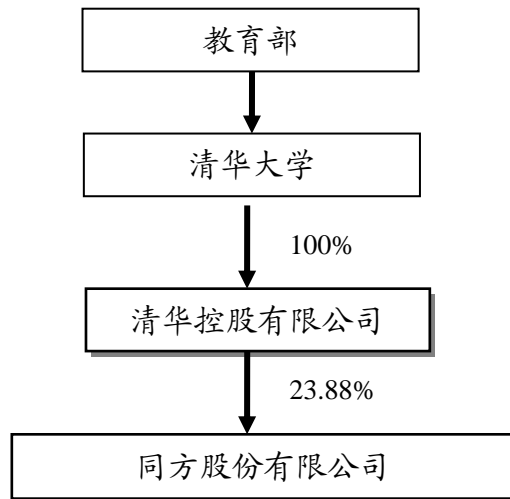 教育部
清华大学
100%
清华控股有限公司
23.88%
同方股份有限公司